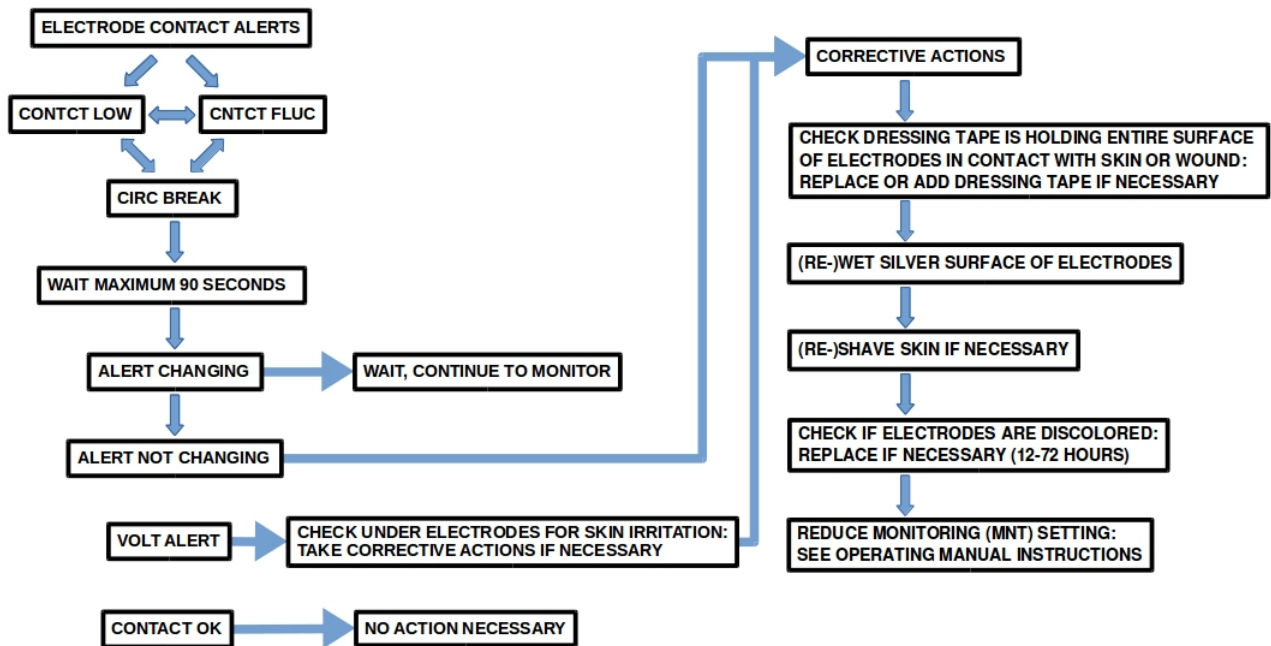 ELECTRODE CONTACT ALERTS
CONTCT LOW
CNTCT FLUC
CIRC BREAK
WAIT MAXIMUM 90 SECONDS
ALERT CHANGING
WAIT, CONTINUE TO MONITOR
ALERT NOT CHANGING
VOLT ALERT
CHECK UNDER ELECTRODES FOR SKIN IRRITATION:
TAKE CORRECTIVE ACTIONS IF NECESSARY
CONTACT OK
NO ACTION NECESSARY
CORRECTIVE ACTIONS
CHECK DRESSING TAPE IS HOLDING ENTIRE SURFACE
OF ELECTRODES IN CONTACT WITH SKIN OR WOUND:
REPLACE OR ADD DRESSING TAPE IF NECESSARY
(RE-)WET SILVER SURFACE OF ELECTRODES
(RE-)SHAVE SKIN IF NECESSARY
CHECK IF ELECTRODES ARE DISCOLORED:
REPLACE IF NECESSARY (12-72 HOURS)
REDUCE MONITORING (MNT) SETTING:
SEE OPERATING MANUAL INSTRUCTIONS